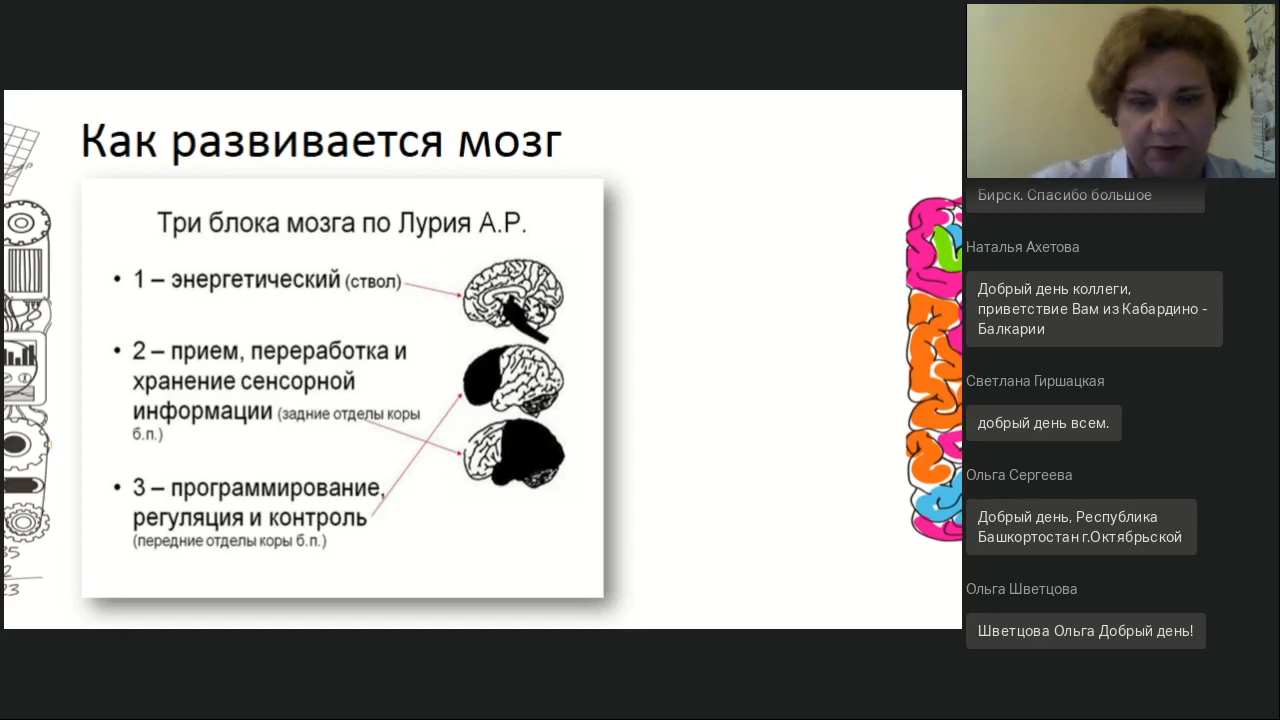 Как развивается мозг
Три блока мозга по Лурия А.Р.
• 1 – энергетический (ствол)
• 2 – прием, переработка и
хранение сенсорной
информации (задние отделы коры
б.п.)
• 3 – программирование,
регуляция и контроль
(передние отделы коры б.п.)
35
2
23
Бирск. Спасибо большое
Наталья Ахетова
Добрый день коллеги,
приветствие Вам из Кабардино -
Балкарии
Светлана Гиршацкая
добрый день всем.
Ольга Сергеева
Добрый день, Республика
Башкортостан г.Октябрьской
Ольга Шветцова
Шветцова Ольга Добрый день!